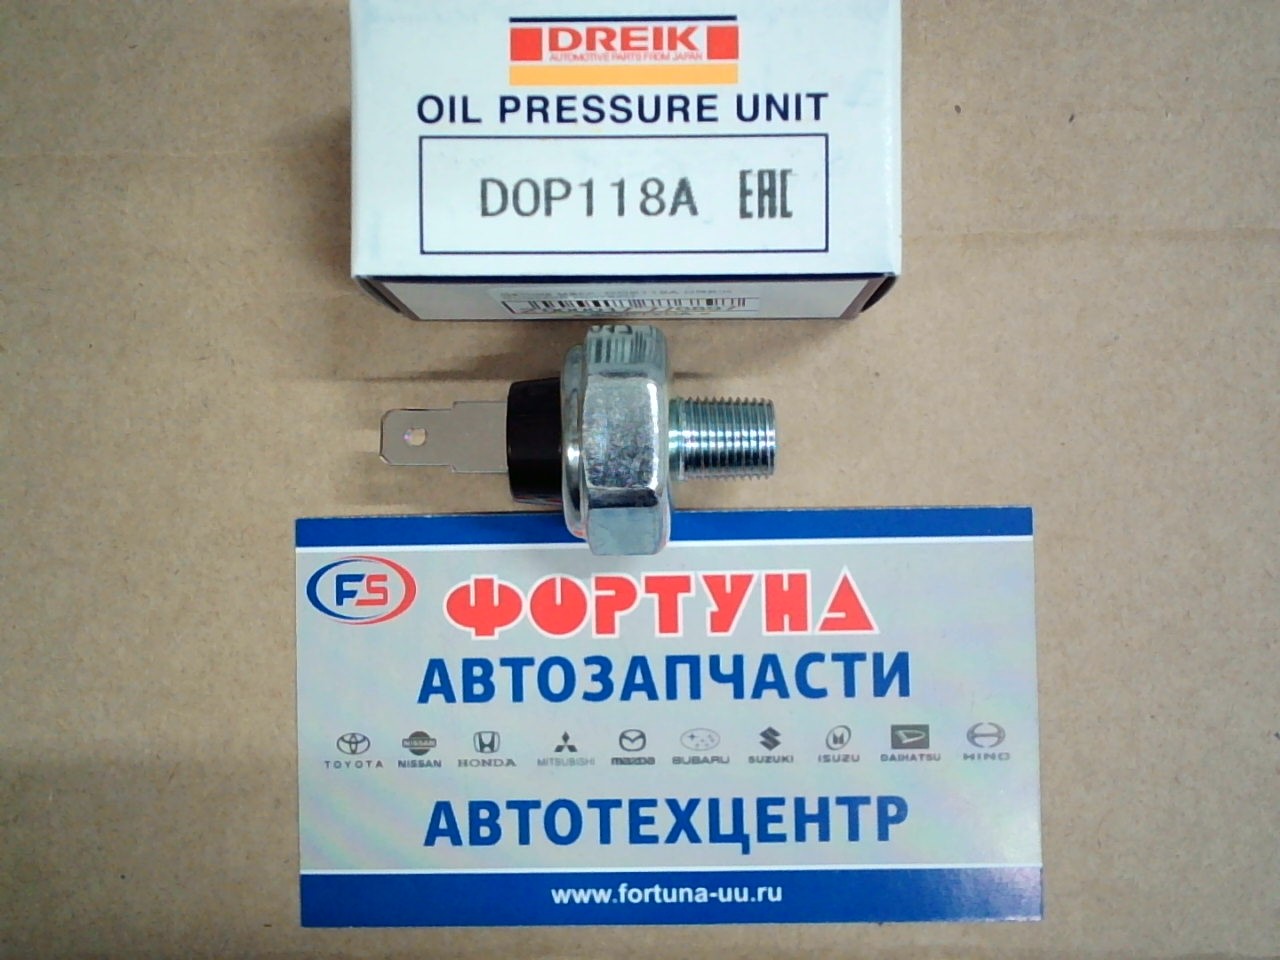 DREIK
AUTOMOTIVE PARTS FROM JAPAN
OIL PRESSURE UNIT
DOP118A EAC
FS ФОРТУНА
АВТОЗАПЧАСТИ
TOYOTA NISSAN HONDA MITSUBISHI mazda SUBARU SUZUKI ISUZU DAIHATSU HINO
АВТОТЕХЦЕНТР
www.fortuna-uu.ru